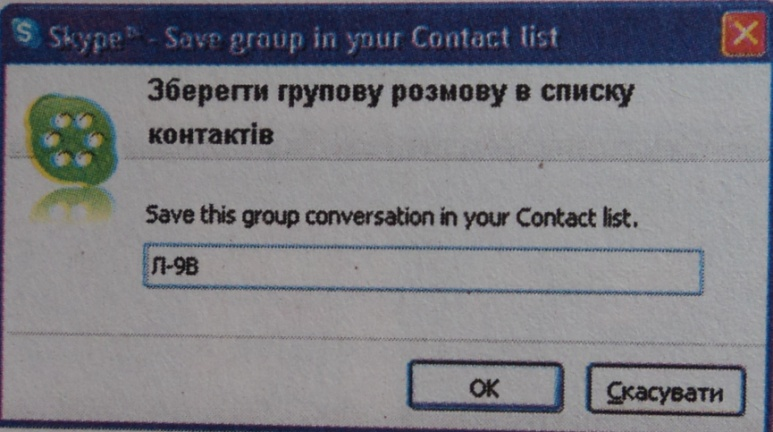 Skype™ - Save group in your Contact list
Зберегти групову розмову в списку
контактів
Save this group conversation in your Contact list.
Л-9В
ОК
Скасувати